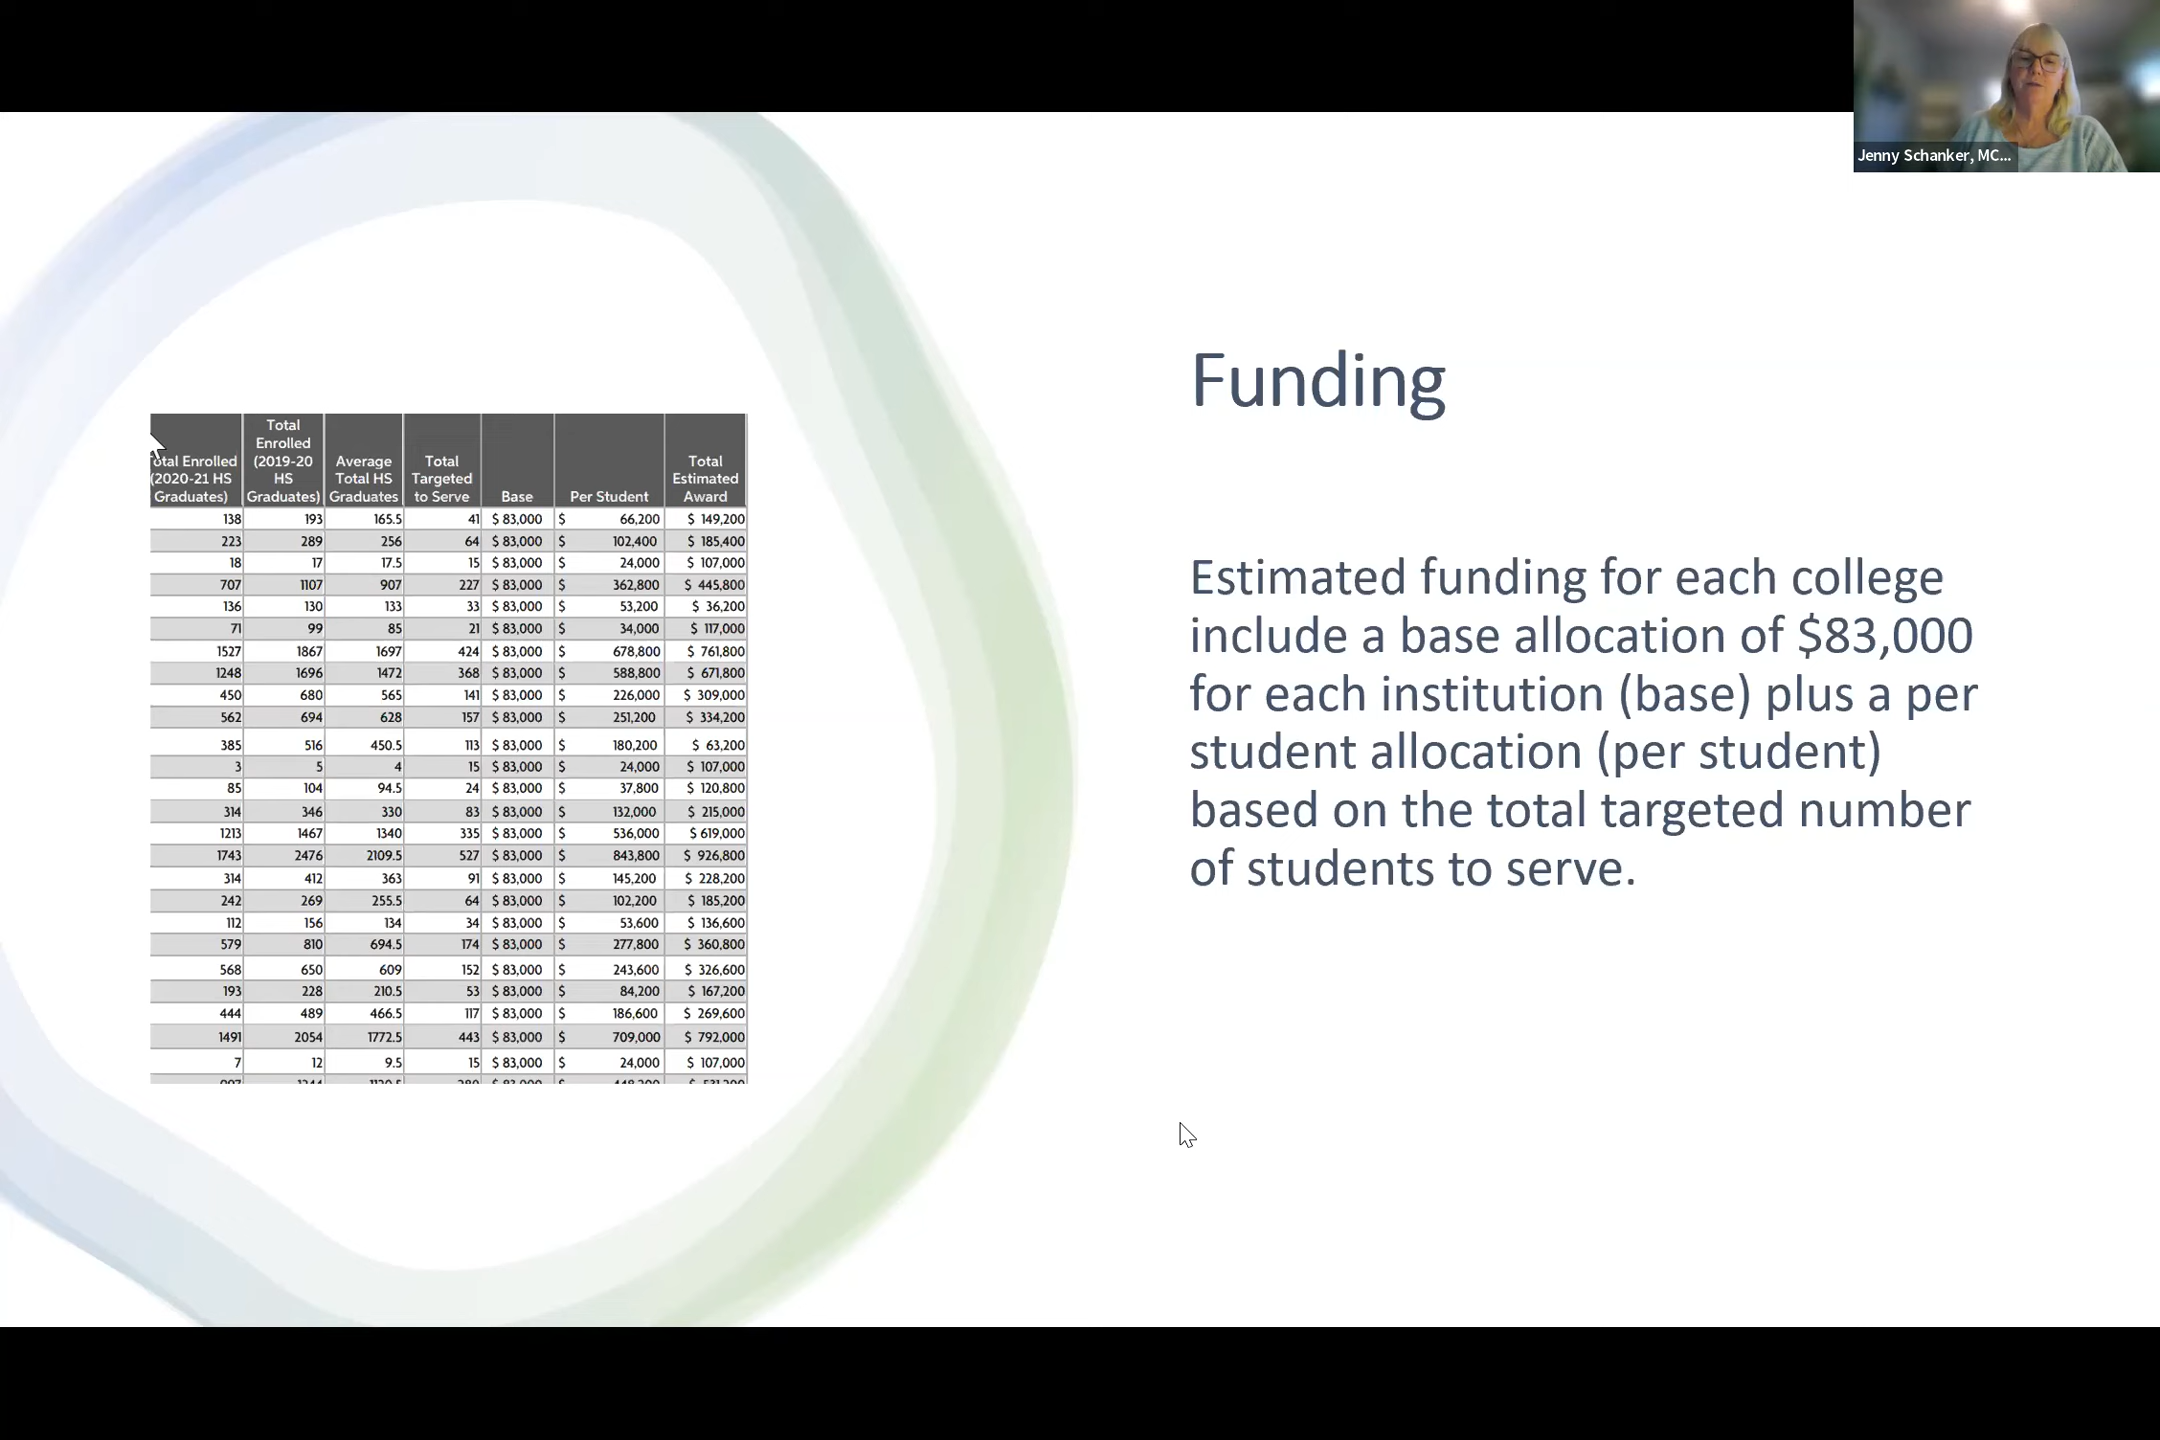 Jenny Schanker, MC...
Funding
Estimated funding for each college
include a base allocation of $83,000
for each institution (base) plus a per
student allocation (per student)
based on the total targeted number
of students to serve.
otal Enrolled (2020-21 HS Graduates) Total Enrolled (2019-20 HS Graduates) Average Total HS Graduates Total Targeted to Serve Base Per Student Total Estimated Award
138 193 165.5 41 $ 83,000 $ 66,200 $ 149,200
223 289 256 64 $ 83,000 $ 102,400 $ 185,400
18 17 17.5 15 $ 83,000 $ 24,000 $ 107,000
707 1107 907 227 $ 83,000 $ 362,800 $ 445,800
136 130 133 33 $ 83,000 $ 53,200 $ 36,200
71 99 85 21 $ 83,000 $ 34,000 $ 117,000
1527 1867 1697 424 $ 83,000 $ 678,800 $ 761,800
1248 1696 1472 368 $ 83,000 $ 588,800 $ 671,800
450 680 565 141 $ 83,000 $ 226,000 $ 309,000
562 694 628 157 $ 83,000 $ 251,200 $ 334,200
385 516 450.5 113 $ 83,000 $ 180,200 $ 63,200
3 5 4 15 $ 83,000 $ 24,000 $ 107,000
85 104 94.5 24 $ 83,000 $ 37,800 $ 120,800
314 346 330 83 $ 83,000 $ 132,000 $ 215,000
1213 1467 1340 335 $ 83,000 $ 536,000 $ 619,000
1743 2476 2109.5 527 $ 83,000 $ 843,800 $ 926,800
314 412 363 91 $ 83,000 $ 145,200 $ 228,200
242 269 255.5 64 $ 83,000 $ 102,200 $ 185,200
112 156 134 34 $ 83,000 $ 53,600 $ 136,600
579 810 694.5 174 $ 83,000 $ 277,800 $ 360,800
568 650 609 152 $ 83,000 $ 243,600 $ 326,600
193 228 210.5 53 $ 83,000 $ 84,200 $ 167,200
444 489 466.5 117 $ 83,000 $ 186,600 $ 269,600
1491 2054 1772.5 443 $ 83,000 $ 709,000 $ 792,000
7 12 9.5 15 $ 83,000 $ 24,000 $ 107,000